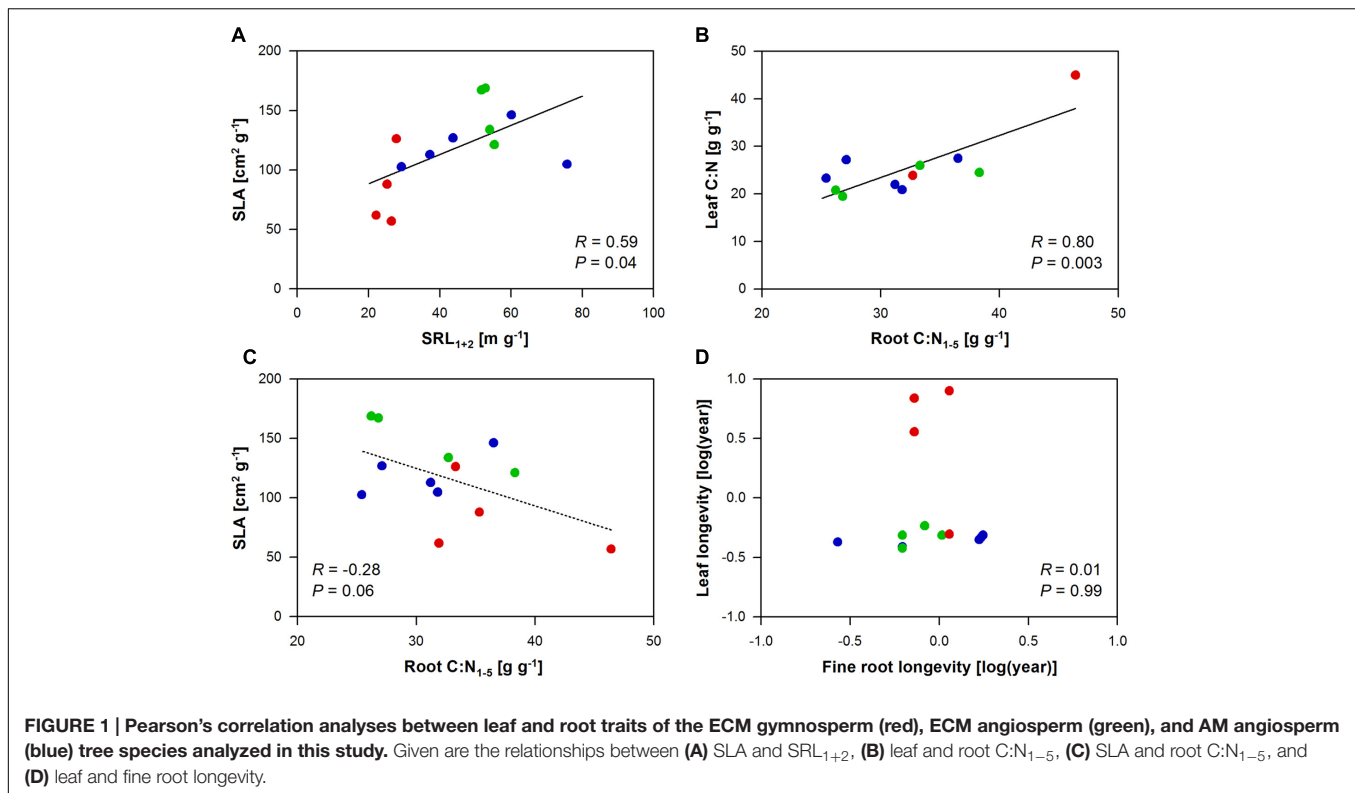 A
200
150
100
50
0
SLA [cm² g⁻¹]
0 20 40 60 80 100
SRL₁₊₂ [m g⁻¹]
R = 0.59
P = 0.04
B
50
40
30
20
10
0
Leaf C:N [g g⁻¹]
20 30 40 50
Root C:N₁₋₅ [g g⁻¹]
R = 0.80
P = 0.003
C
200
150
100
50
0
SLA [cm² g⁻¹]
20 30 40 50
Root C:N₁₋₅ [g g⁻¹]
R = -0.28
P = 0.06
D
1.0
0.5
0.0
-0.5
-1.0
Leaf longevity [log(year)]
-1.0 -0.5 0.0 0.5 1.0
Fine root longevity [log(year)]
R = 0.01
P = 0.99
FIGURE 1 | Pearson's correlation analyses between leaf and root traits of the ECM gymnosperm (red), ECM angiosperm (green), and AM angiosperm
(blue) tree species analyzed in this study. Given are the relationships between (A) SLA and SRL₁₊₂, (B) leaf and root C:N₁₋₅, (C) SLA and root C:N₁₋₅, and
(D) leaf and fine root longevity.